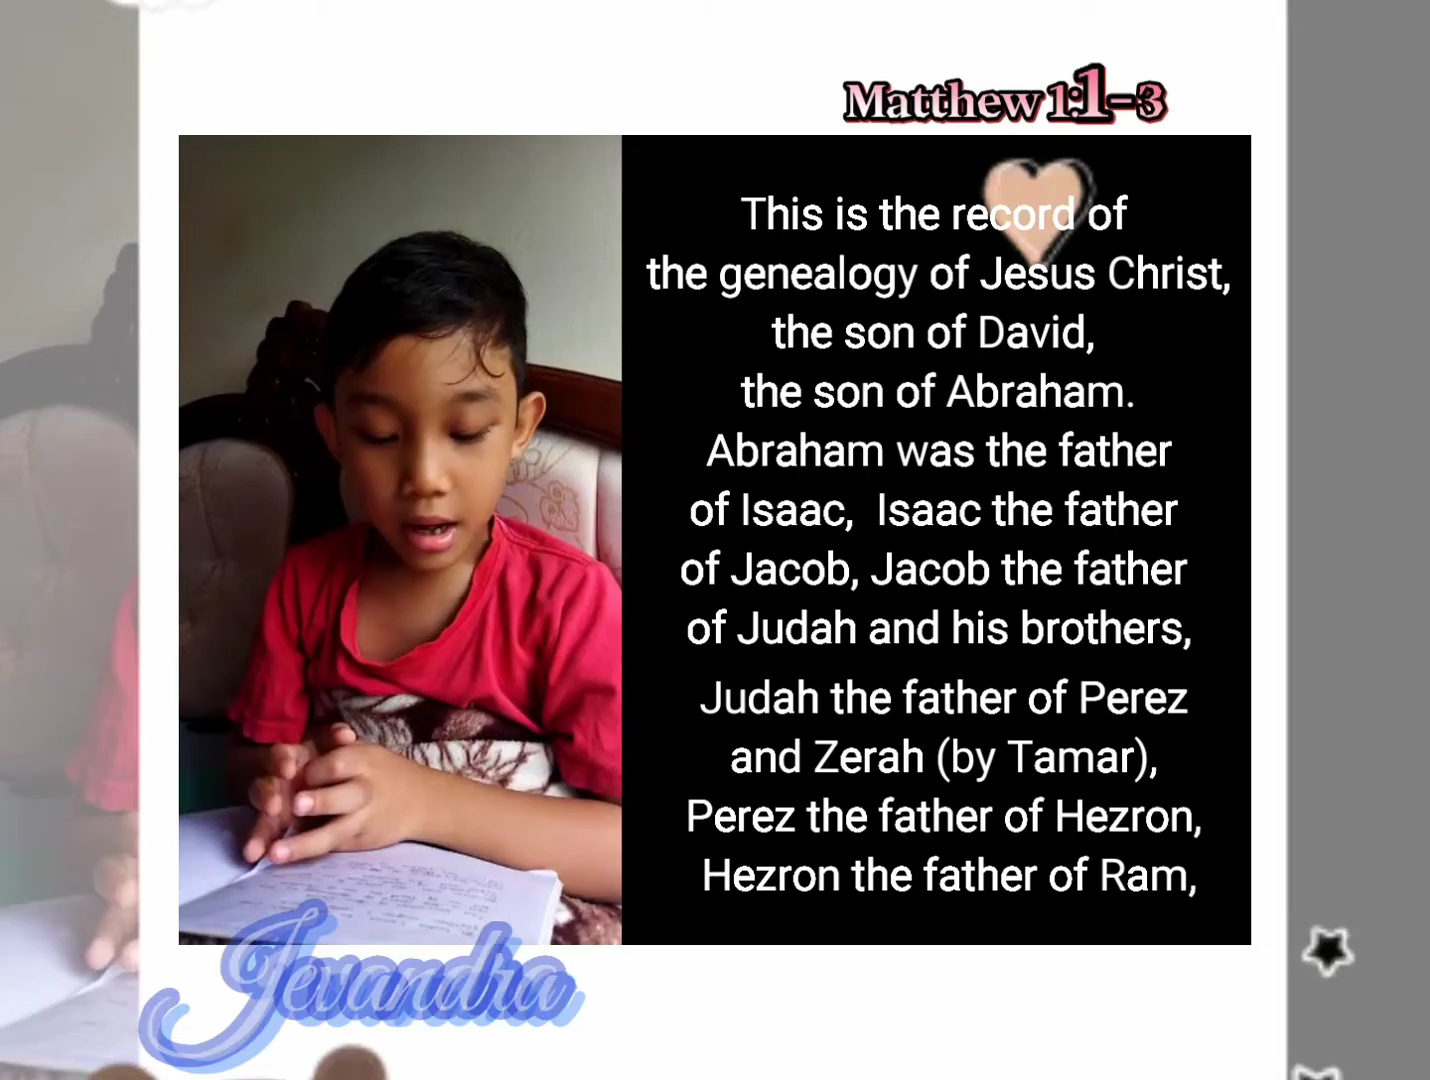 Matthew 1:1-3
This is the record of
the genealogy of Jesus Christ,
the son of David,
the son of Abraham.
Abraham was the father
of Isaac, Isaac the father
of Jacob, Jacob the father
of Judah and his brothers,
Judah the father of Perez
and Zerah (by Tamar),
Perez the father of Hezron,
Hezron the father of Ram,
Jevandra